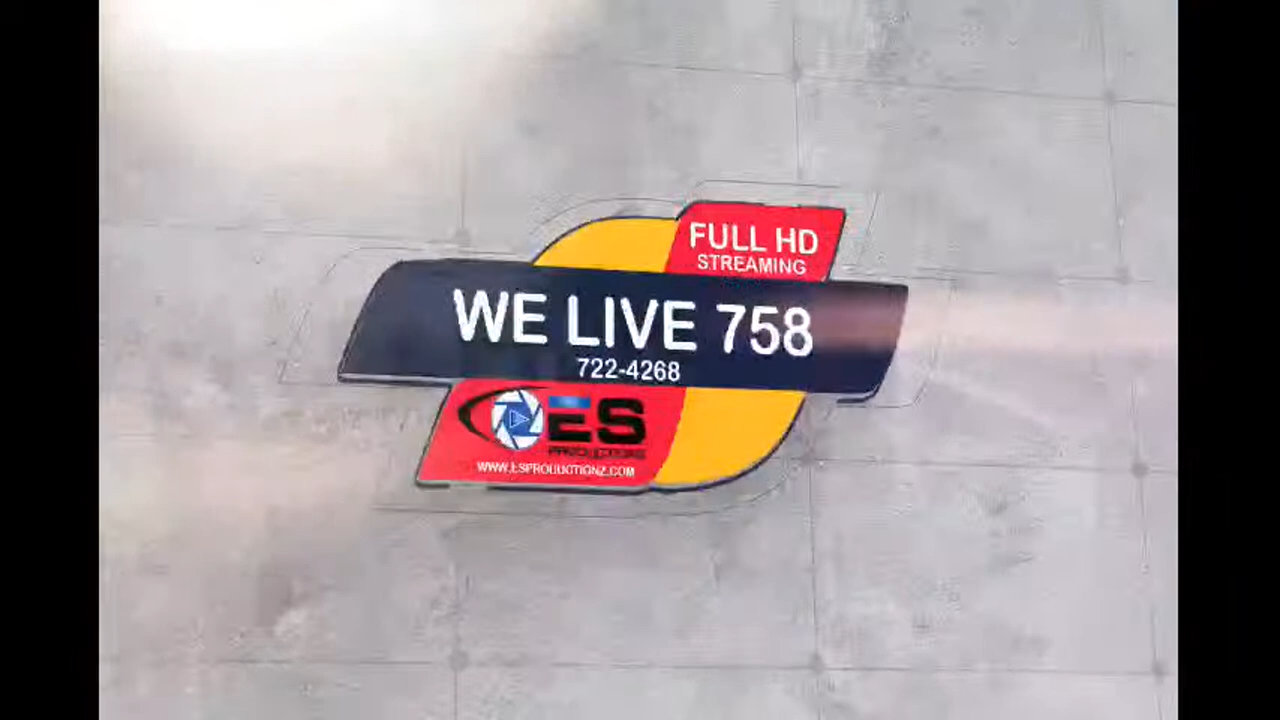 FULL HD
STREAMING
WE LIVE 758
722-4268
ES
PRODUCTIONS
WWW.ESPRODUCTIONZ.COM